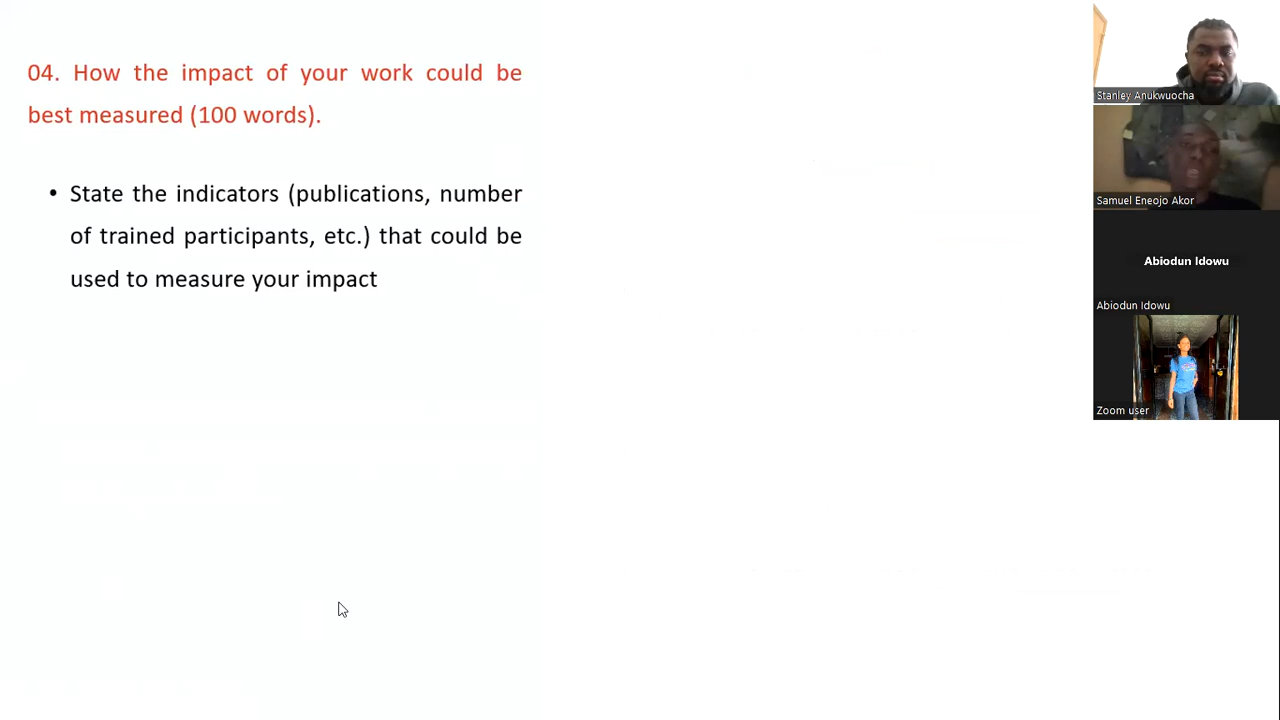 04. How the impact of your work could be
best measured (100 words).
• State the indicators (publications, number
of trained participants, etc.) that could be
used to measure your impact
Stanley Anukwuocha
Samuel Eneojo Akor
Abiodun Idowu
Abiodun Idowu
Zoom user